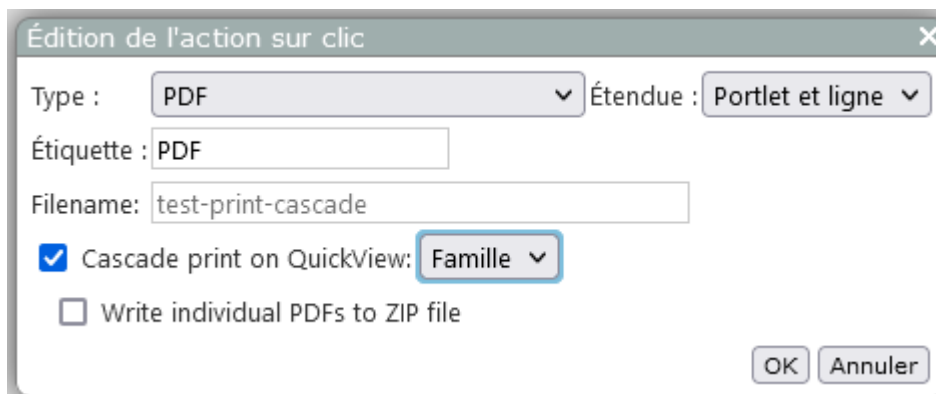 Édition de l'action sur clic
Type : PDF Étendue : Portlet et ligne
Étiquette : PDF
Filename: test-print-cascade
Cascade print on QuickView: Famille
Write individual PDFs to ZIP file
OK Annuler